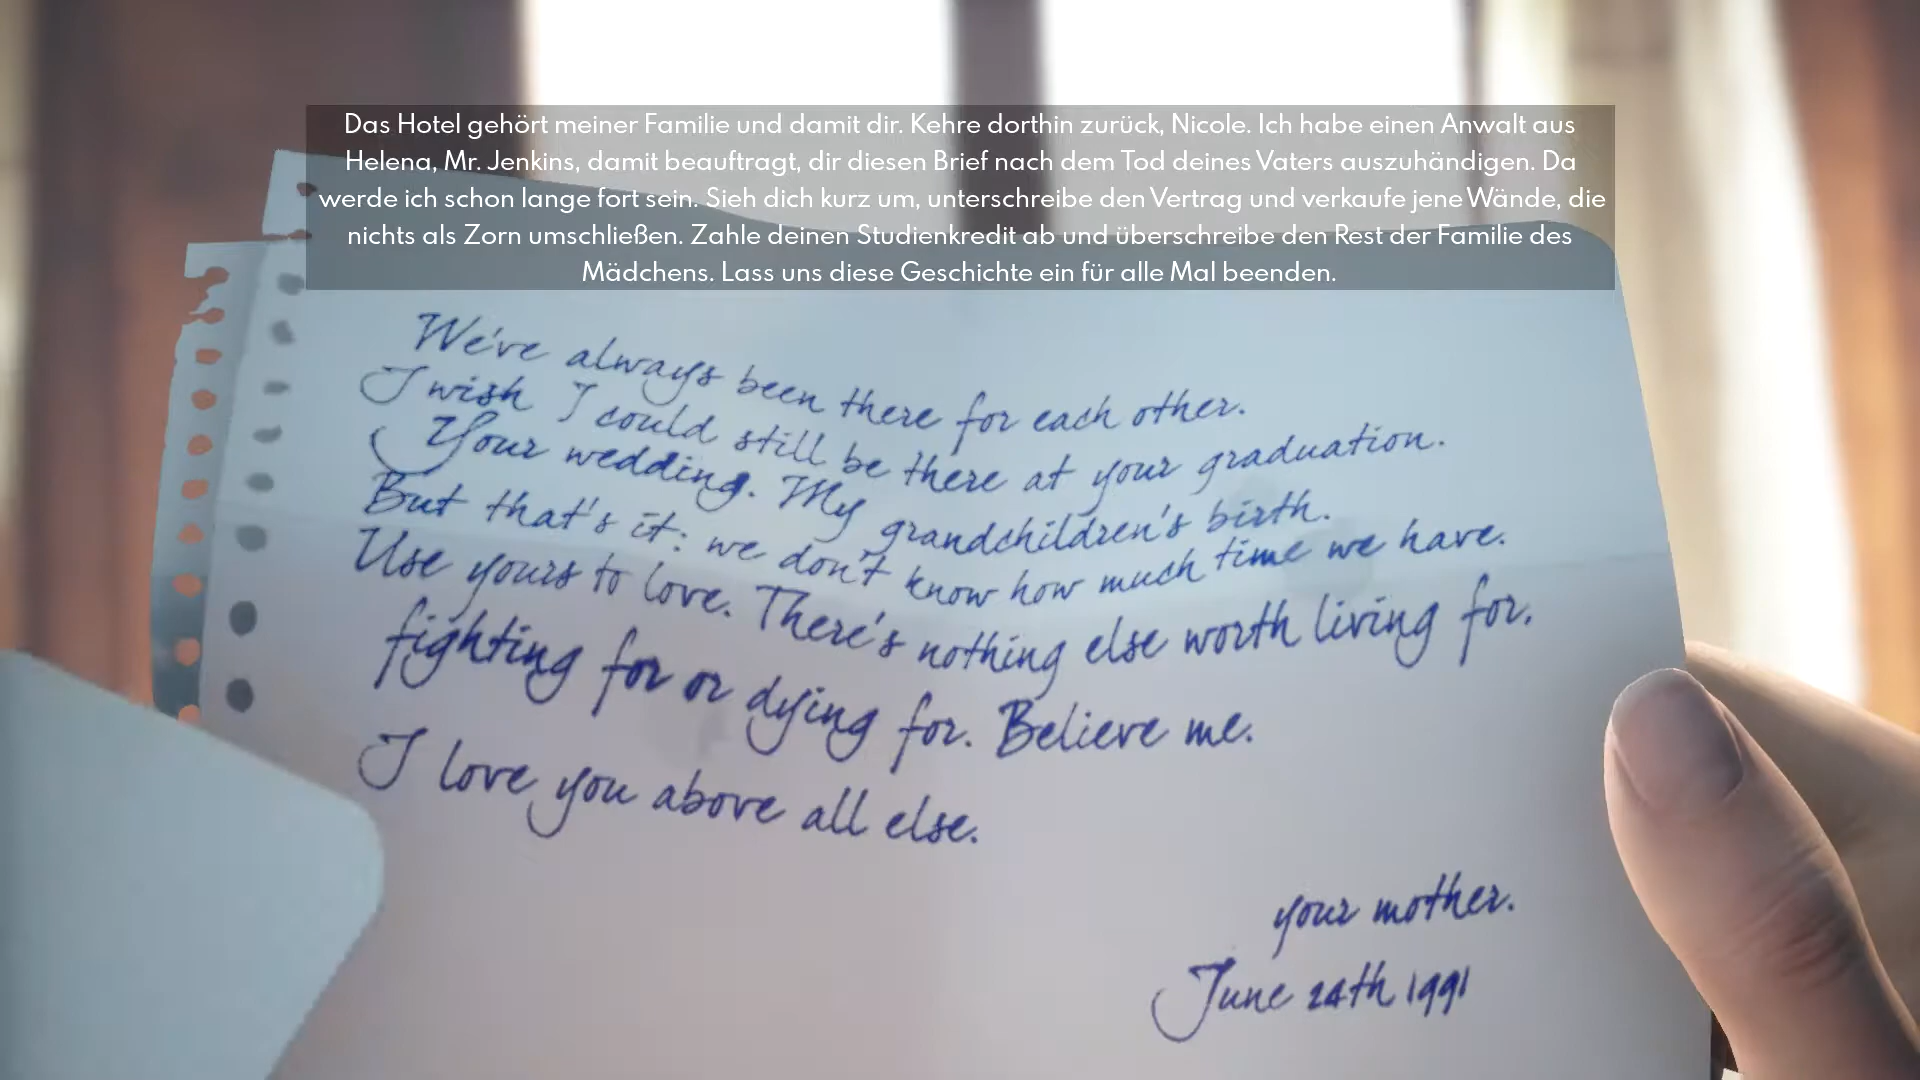 Das Hotel gehört meiner Familie und damit dir. Kehre dorthin zurück, Nicole. Ich habe einen Anwalt aus
Helena, Mr. Jenkins, damit beauftragt, dir diesen Brief nach dem Tod deines Vaters auszuhändigen. Da
werde ich schon lange fort sein. Sieh dich kurz um, unterschreibe den Vertrag und verkaufe jene Wände, die
nichts als Zorn umschließen. Zahle deinen Studienkredit ab und überschreibe den Rest der Familie des
Mädchens. Lass uns diese Geschichte ein für alle Mal beenden.
We've always been there for each other.
I wish I could still be there at your graduation.
Your wedding. My grandchildren's birth.
But that's it: we don't know how much time we have.
Use yours to love. There's nothing else worth living for,
fighting for or dying for. Believe me.
I love you above all else.
your mother.
June 24th 1991